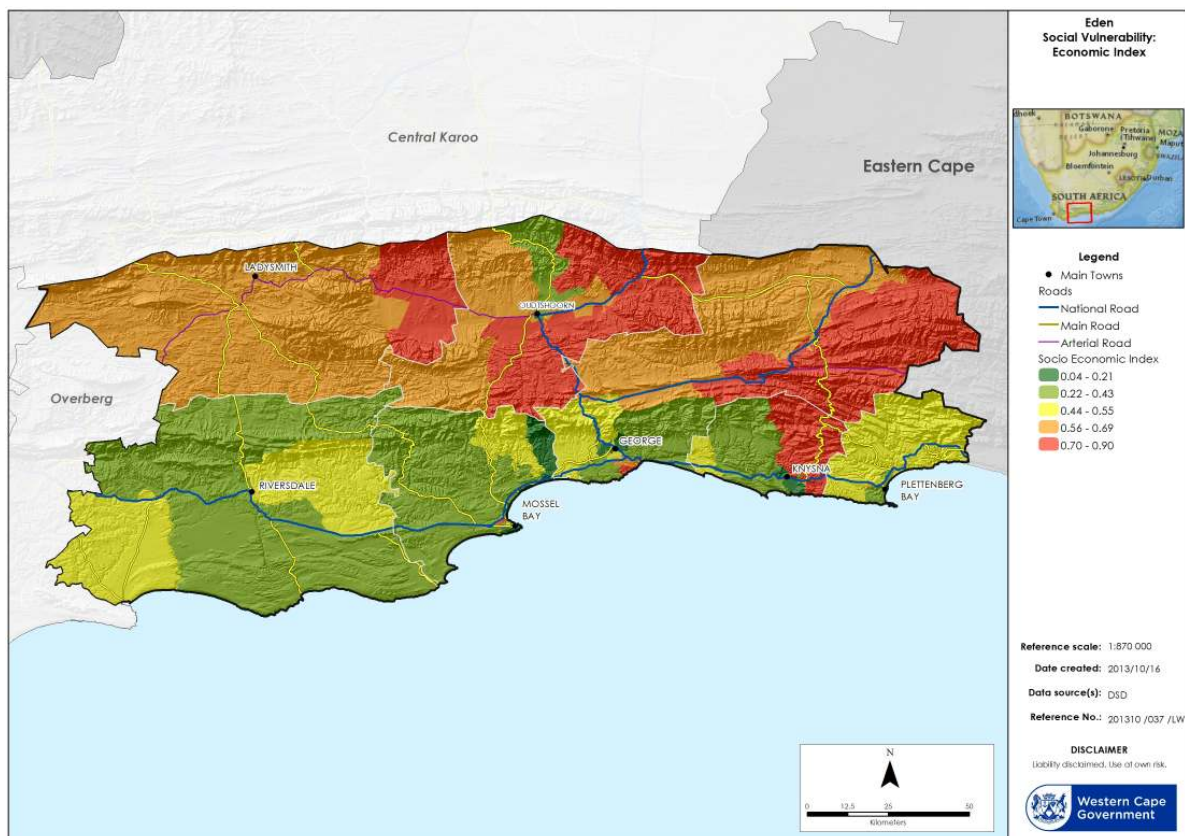 Eden
Social Vulnerability:
Economic Index
BOTSWANA
Gaborone
Pretoria
(Tshwane)
MOZA
Maput
Johannesburg
SWAZIL
Bloemfontein
LESOTHO
Durban
SOUTH AFRICA
Cape Town
Central Karoo
Eastern Cape
Overberg
LADYSMITH
OUDTSHOORN
GEORGE
KNYSNA
PLETTENBERG
BAY
RIVERSDALE
MOSSEL
BAY
Legend
Main Towns
Roads
National Road
Main Road
Arterial Road
Socio Economic Index
0.04 - 0.21
0.22 - 0.43
0.44 - 0.55
0.56 - 0.69
0.70 - 0.90
Reference scale: 1:870 000
Date created: 2013/10/16
Data source(s): DSD
Reference No.: 201310 /037 /LW
DISCLAIMER
Liability disclaimed. Use at own risk.
N
0 12.5 25 50
Kilometers
Western Cape
Government